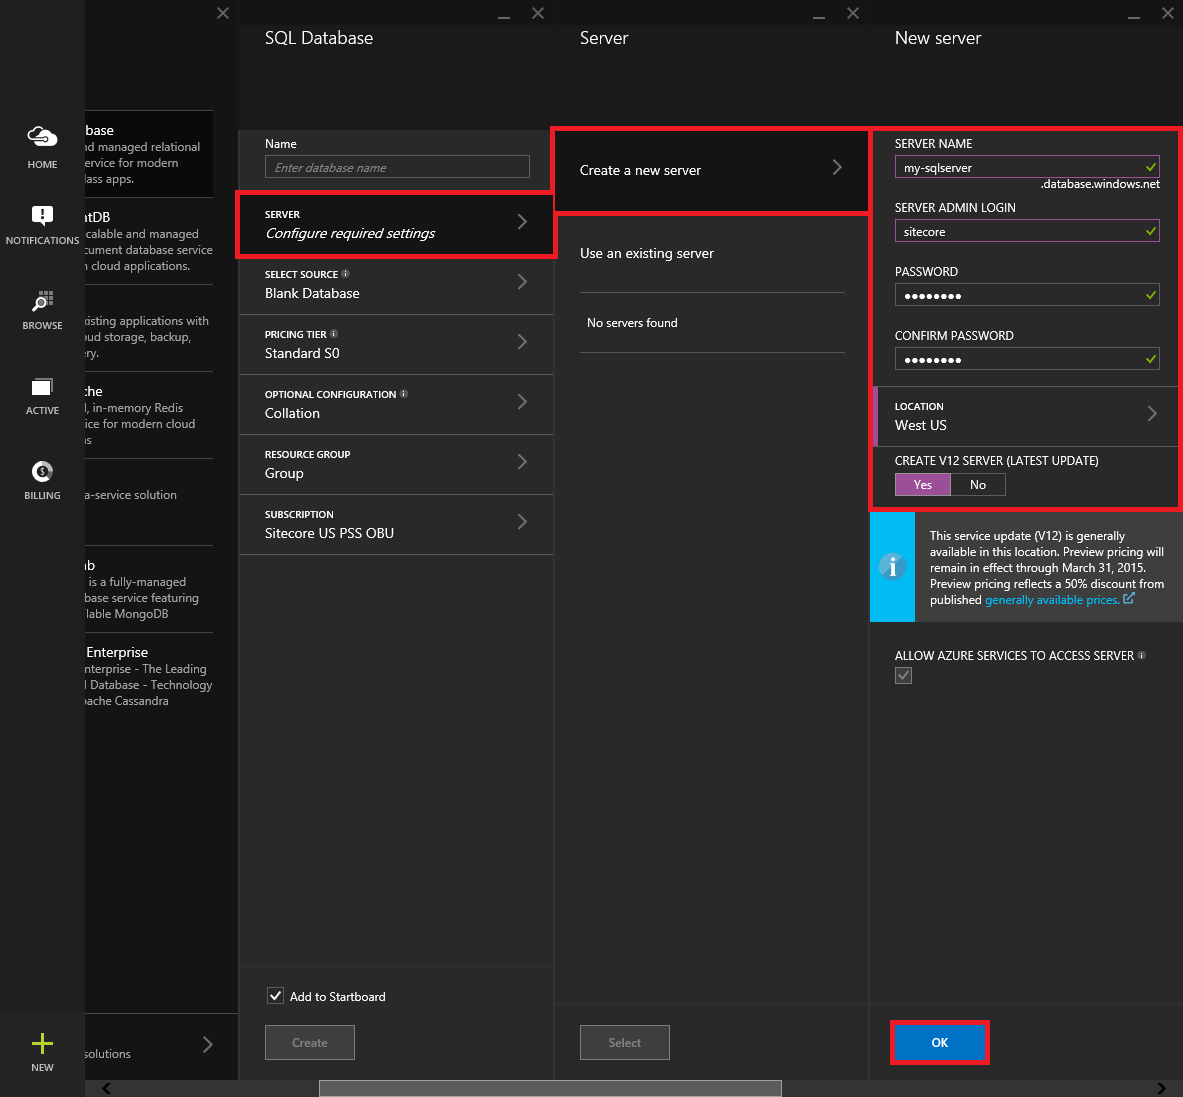 HOME
NOTIFICATIONS
BROWSE
ACTIVE
BILLING
NEW
base
nd managed relational
ervice for modern
lass apps.
ntDB
calable and managed
cument database service
n cloud applications.
xisting applications with
oud storage, backup,
ery.
che
l, in-memory Redis
ice for modern cloud
ns
a-service solution
ab
is a fully-managed
base service featuring
lable MongoDB
Enterprise
nterprise - The Leading
l Database - Technology
pache Cassandra
solutions
SQL Database
Name
Enter database name
SERVER
Configure required settings
SELECT SOURCE
Blank Database
PRICING TIER
Standard S0
OPTIONAL CONFIGURATION
Collation
RESOURCE GROUP
Group
SUBSCRIPTION
Sitecore US PSS OBU
Add to Startboard
Create
Server
Create a new server
Use an existing server
No servers found
Select
New server
SERVER NAME
my-sqlserver
.database.windows.net
SERVER ADMIN LOGIN
sitecore
PASSWORD
●●●●●●●●
CONFIRM PASSWORD
●●●●●●●●
LOCATION
West US
CREATE V12 SERVER (LATEST UPDATE)
Yes No
This service update (V12) is generally
available in this location. Preview pricing will
remain in effect through March 31, 2015.
Preview pricing reflects a 50% discount from
published generally available prices.
ALLOW AZURE SERVICES TO ACCESS SERVER
OK